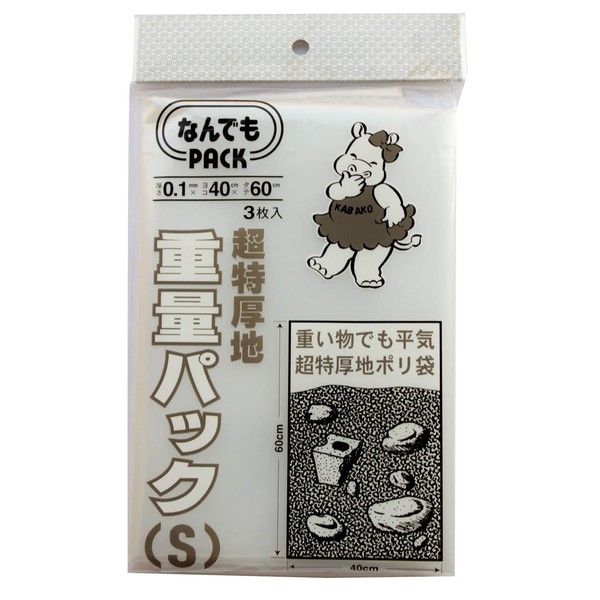 なんでも
PACK
厚さ0.1mm×ヨコ40cm×タテ60cm
3枚入
KABAKO
超特厚地
重量パック(S)
重い物でも平気
超特厚地ポリ袋
60cm
40cm